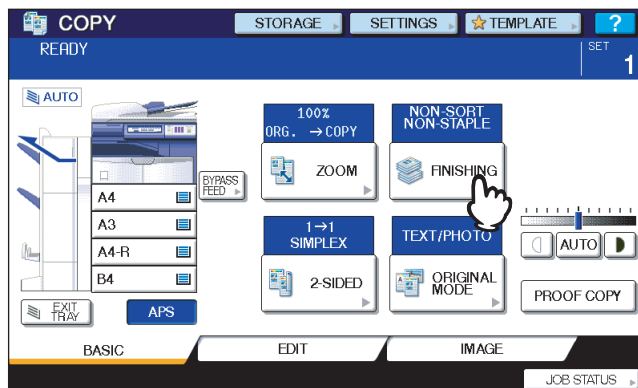 COPY
STORAGE
SETTINGS
TEMPLATE
?
READY
SET
1
AUTO
100%
ORG. →COPY
ZOOM
NON-SORT
NON-STAPLE
FINISHING
BYPASS
FEED
A4
A3
A4-R
B4
1→1
SIMPLEX
2-SIDED
TEXT/PHOTO
ORIGINAL
MODE
AUTO
PROOF COPY
EXIT
TRAY
APS
BASIC
EDIT
IMAGE
JOB STATUS